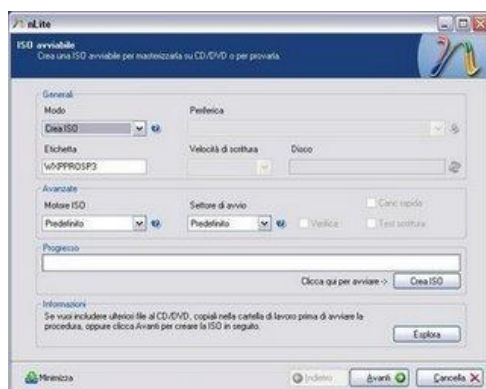 nLite
ISO avviabile
Crea una ISO avviabile per masterizzarla su CD/DVD o per provarla.
Generali
Modo
Periferica
Crea ISO
Etichetta
Velocità di scrittura
Disco
WXPPROSP3
Avanzate
Motore ISO
Settore di avvio
Canc. rapida
Predefinito
Predefinito
Verifica
Test scrittura
Progresso
Clicca qui per avviare ->
Crea ISO
Informazioni
Se vuoi includere ulteriori file al CD/DVD, copiali nella cartella di lavoro prima di avviare la
procedura, oppure clicca Avanti per creare la ISO in seguito.
Esplora
Minimizza
Indietro
Avanti
Cancella